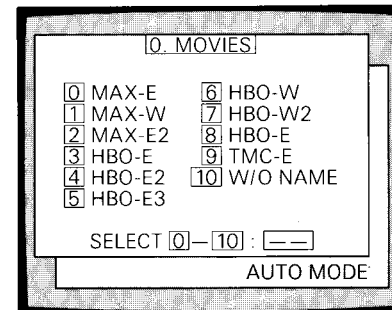 0. MOVIES
0 MAX-E
1 MAX-W
2 MAX-E2
3 HBO-E
4 HBO-E2
5 HBO-E3
6 HBO-W
7 HBO-W2
8 HBO-E
9 TMC-E
10 W/O NAME
SELECT 0–10 : – –
AUTO MODE